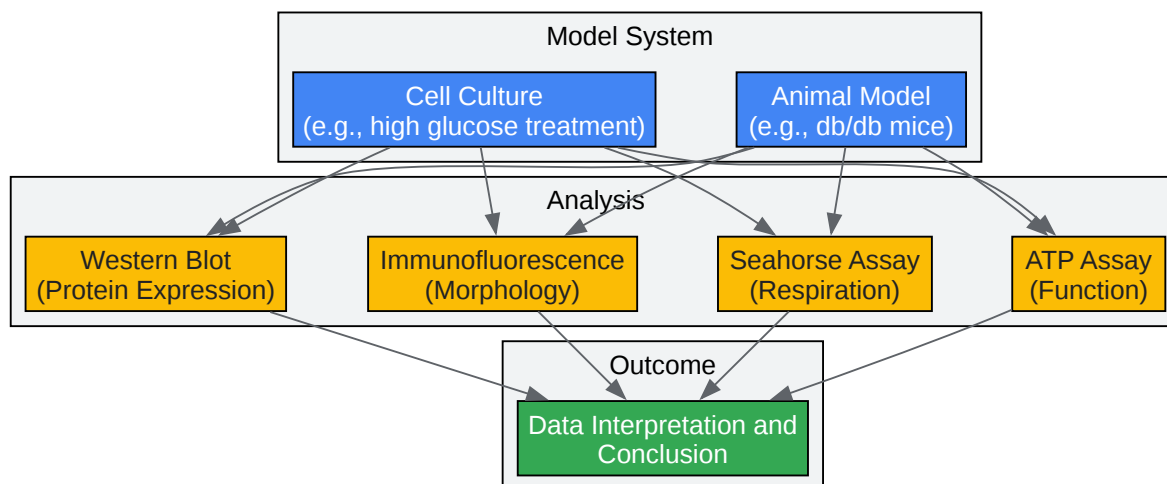 Model System
Cell Culture
(e.g., high glucose treatment)
Animal Model
(e.g., db/db mice)
Analysis
Western Blot
(Protein Expression)
Immunofluorescence
(Morphology)
Seahorse Assay
(Respiration)
ATP Assay
(Function)
Outcome
Data Interpretation and
Conclusion